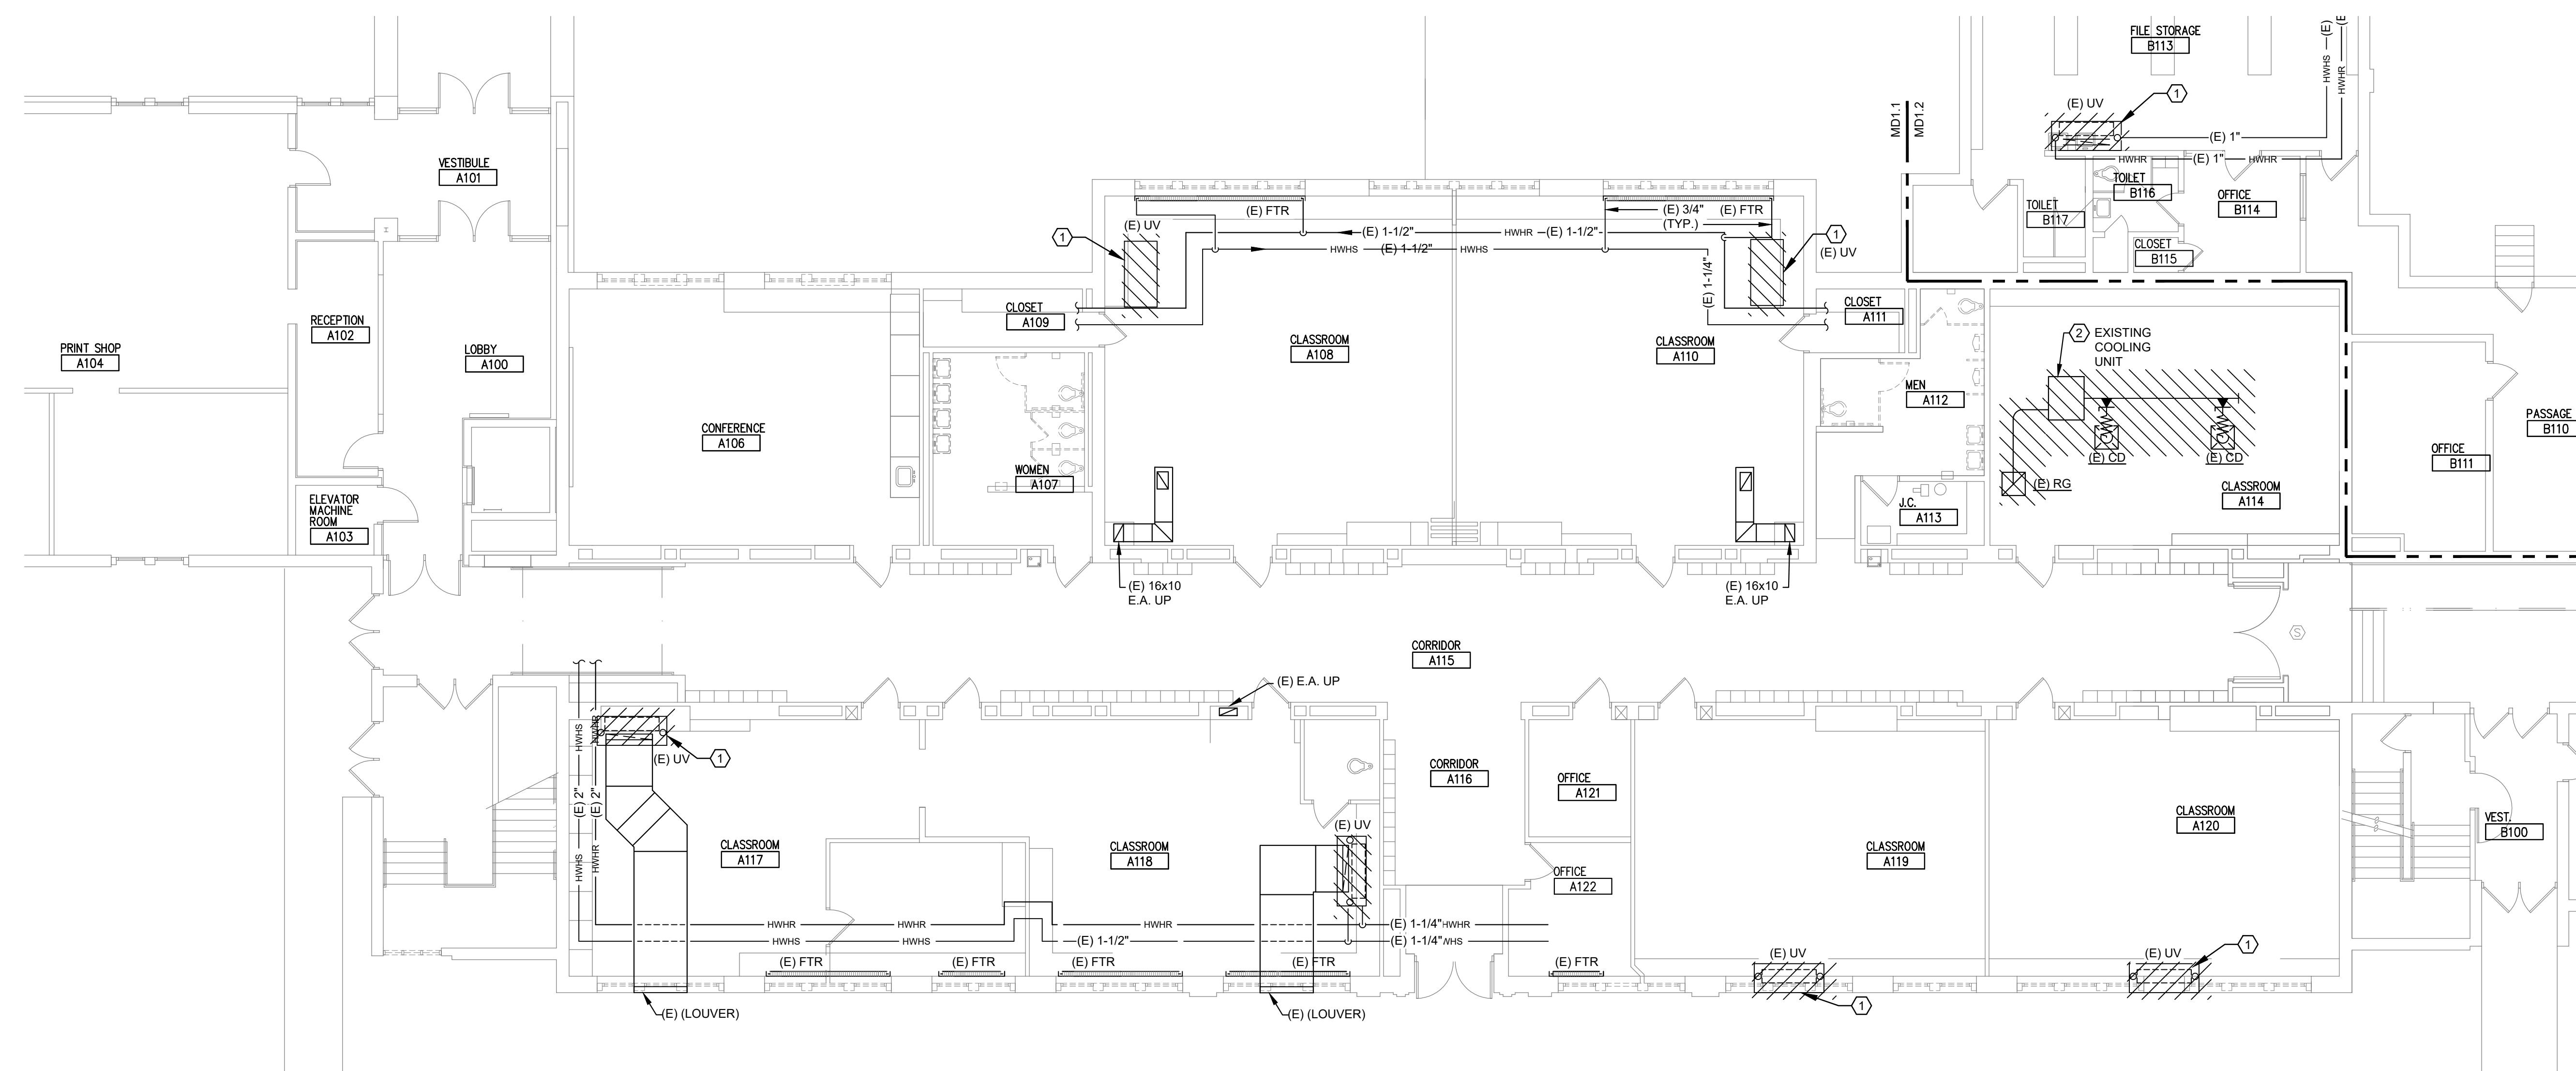 FILE STORAGE
B113
(E)
HWHS
HWHR
(E) UV
1
(E) 1"
HWHR
(E) 1"
HWHR
MD1.1
MD1.2
TOILET
B116
OFFICE
B114
TOILET
B117
CLOSET
B115
VESTIBULE
A101
RECEPTION
A102
LOBBY
A100
PRINT SHOP
A104
ELEVATOR
MACHINE
ROOM
A103
CONFERENCE
A106
CLOSET
A109
WOMEN
A107
(E) UV
1
(E) FTR
(E) 3/4"
(TYP.)
(E) FTR
(E) 1-1/2"
HWHR
(E) 1-1/2"
HWHS
(E) 1-1/2"
HWHS
(E) 1-1/4"
1
(E) UV
CLASSROOM
A108
CLASSROOM
A110
CLOSET
A111
MEN
A112
J.C.
A113
2
EXISTING
COOLING
UNIT
(E) CD
(E) CD
(E) RG
CLASSROOM
A114
OFFICE
B111
PASSAGE
B110
(E) 16x10
E.A. UP
(E) 16x10
E.A. UP
CORRIDOR
A115
S
(E) E.A. UP
HWHS
HWHR
(E) UV
1
(E) 2"
(E) 2"
HWHS
HWHR
CLASSROOM
A117
CLASSROOM
A118
(E) UV
CORRIDOR
A116
OFFICE
A121
OFFICE
A122
CLASSROOM
A119
CLASSROOM
A120
VEST.
B100
HWHR
HWHR
HWHR
(E) 1-1/4"
HWHR
HWHS
HWHS
(E) 1-1/2"
(E) 1-1/4"
(E) FTR
(E) FTR
(E) FTR
(E) FTR
(E) FTR
(E) UV
1
(E) UV
1
(E) (LOUVER)
(E) (LOUVER)